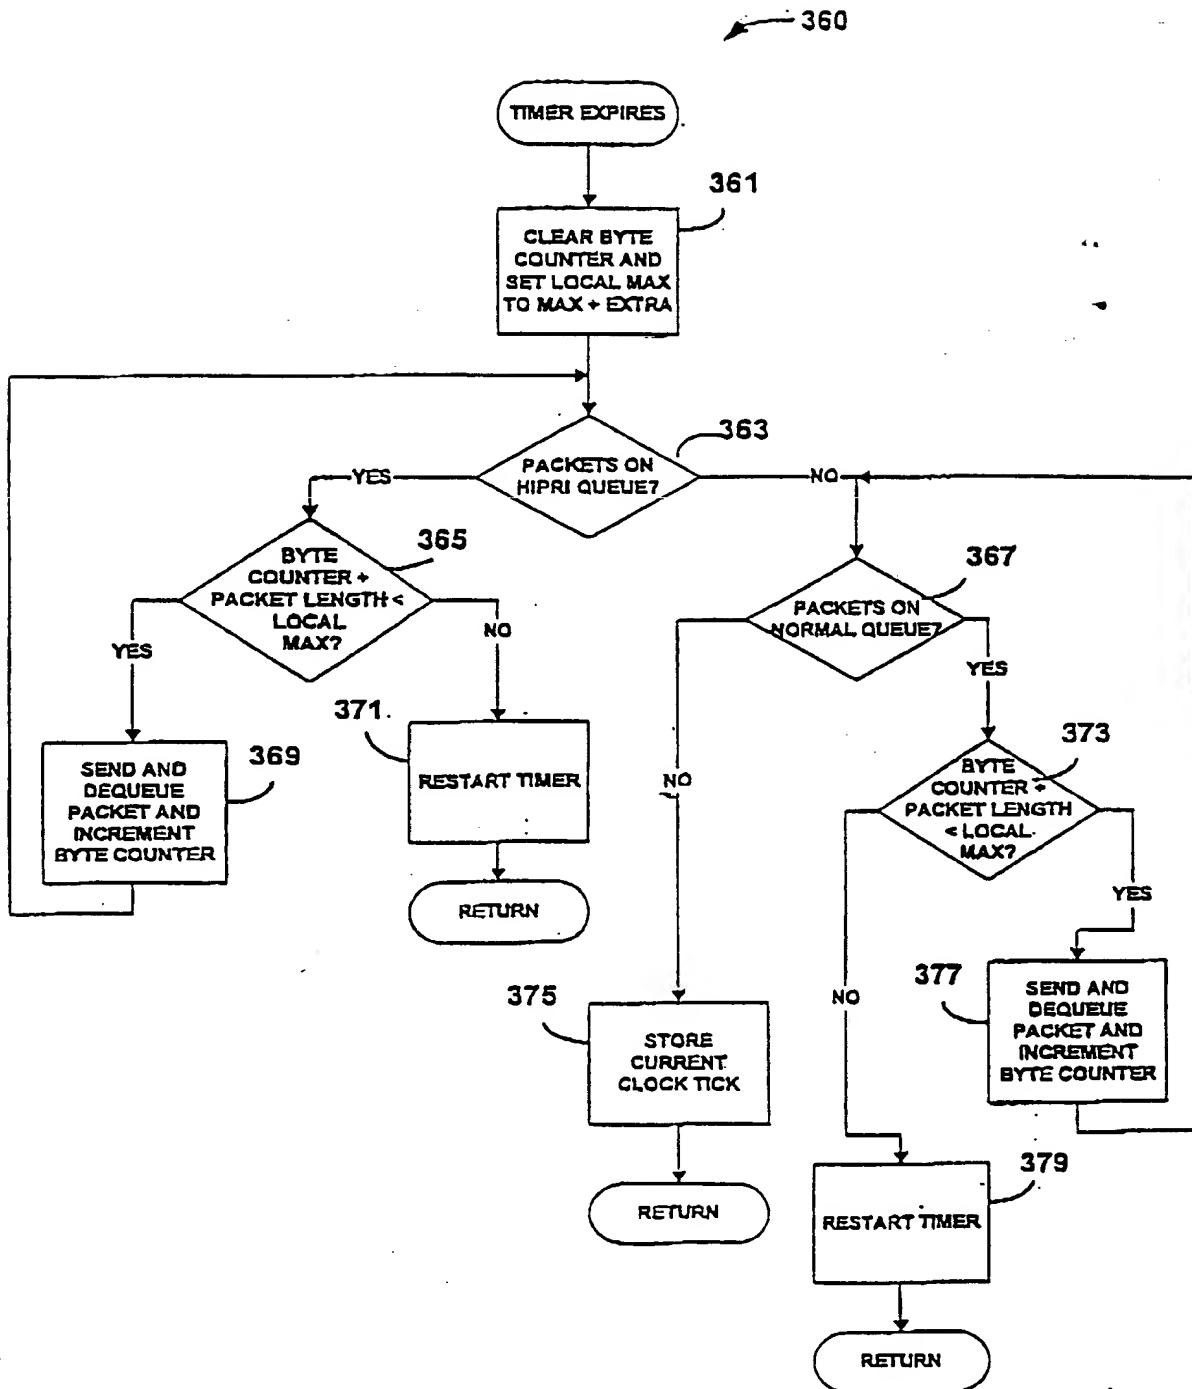 360
TIMER EXPIRES
361
CLEAR BYTE
COUNTER AND
SET LOCAL MAX
TO MAX + EXTRA
363
PACKETS ON
HIPRI QUEUE?
YES
NO
365
BYTE
COUNTER +
PACKET LENGTH <
LOCAL
MAX?
367
PACKETS ON
NORMAL QUEUE?
YES
NO
YES
371
RESTART TIMER
369
SEND AND
DEQUEUE
PACKET AND
INCREMENT
BYTE COUNTER
NO
373
BYTE
COUNTER +
PACKET LENGTH
< LOCAL
MAX?
RETURN
YES
375
STORE
CURRENT
CLOCK TICK
NO
377
SEND AND
DEQUEUE
PACKET AND
INCREMENT
BYTE COUNTER
RETURN
379
RESTART TIMER
RETURN